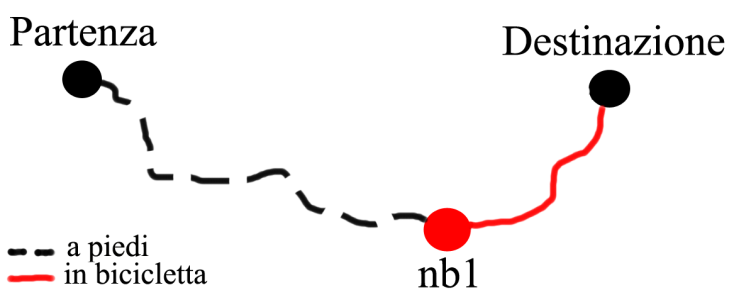 Partenza
Destinazione
nb1
a piedi
in bicicletta